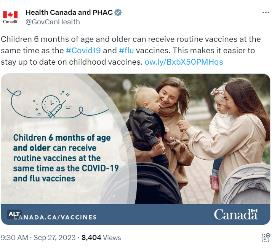 Health Canada and PHAC
@GovCanHealth
Children 6 months of age and older can receive routine vaccines at the
same time as the #Covid19 and #flu vaccines. This makes it easier to
stay up to date on childhood vaccines. ow.ly/BxbX50PMHqs
Children 6 months of age
and older can receive
routine vaccines at the
same time as the COVID-19
and flu vaccines
ALT
CANADA.CA/VACCINES
Canada
9:30 AM · Sep 27, 2023 · 8,404 Views